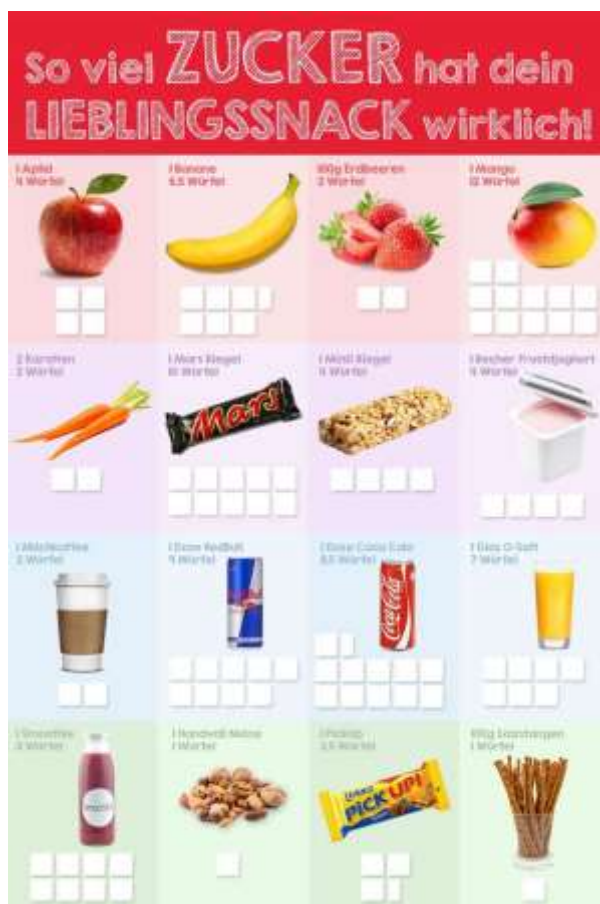 So viel ZUCKER hat dein
LIEBLINGSSNACK wirklich!
1 Apfel
4 Würfel
1 Banane
6,5 Würfel
100g Erdbeeren
2 Würfel
1 Mango
12 Würfel
2 Karotten
2 Würfel
1 Mars Riegel
10 Würfel
1 Müsli Riegel
4 Würfel
1 Becher Fruchtjoghurt
4 Würfel
Mars
1 Milchkaffee
2 Würfel
1 Dose RedBull
9 Würfel
1 Dose Coca Cola
Würfel
1 Glas O-Saft
7 Würfel
Coca-Cola
1 Smoothie
8 Würfel
1 Handvoll Nüsse
1 Würfel
1 PickUp
3,5 Würfel
100g Salzstangen
1 Würfel
PiCK UP!